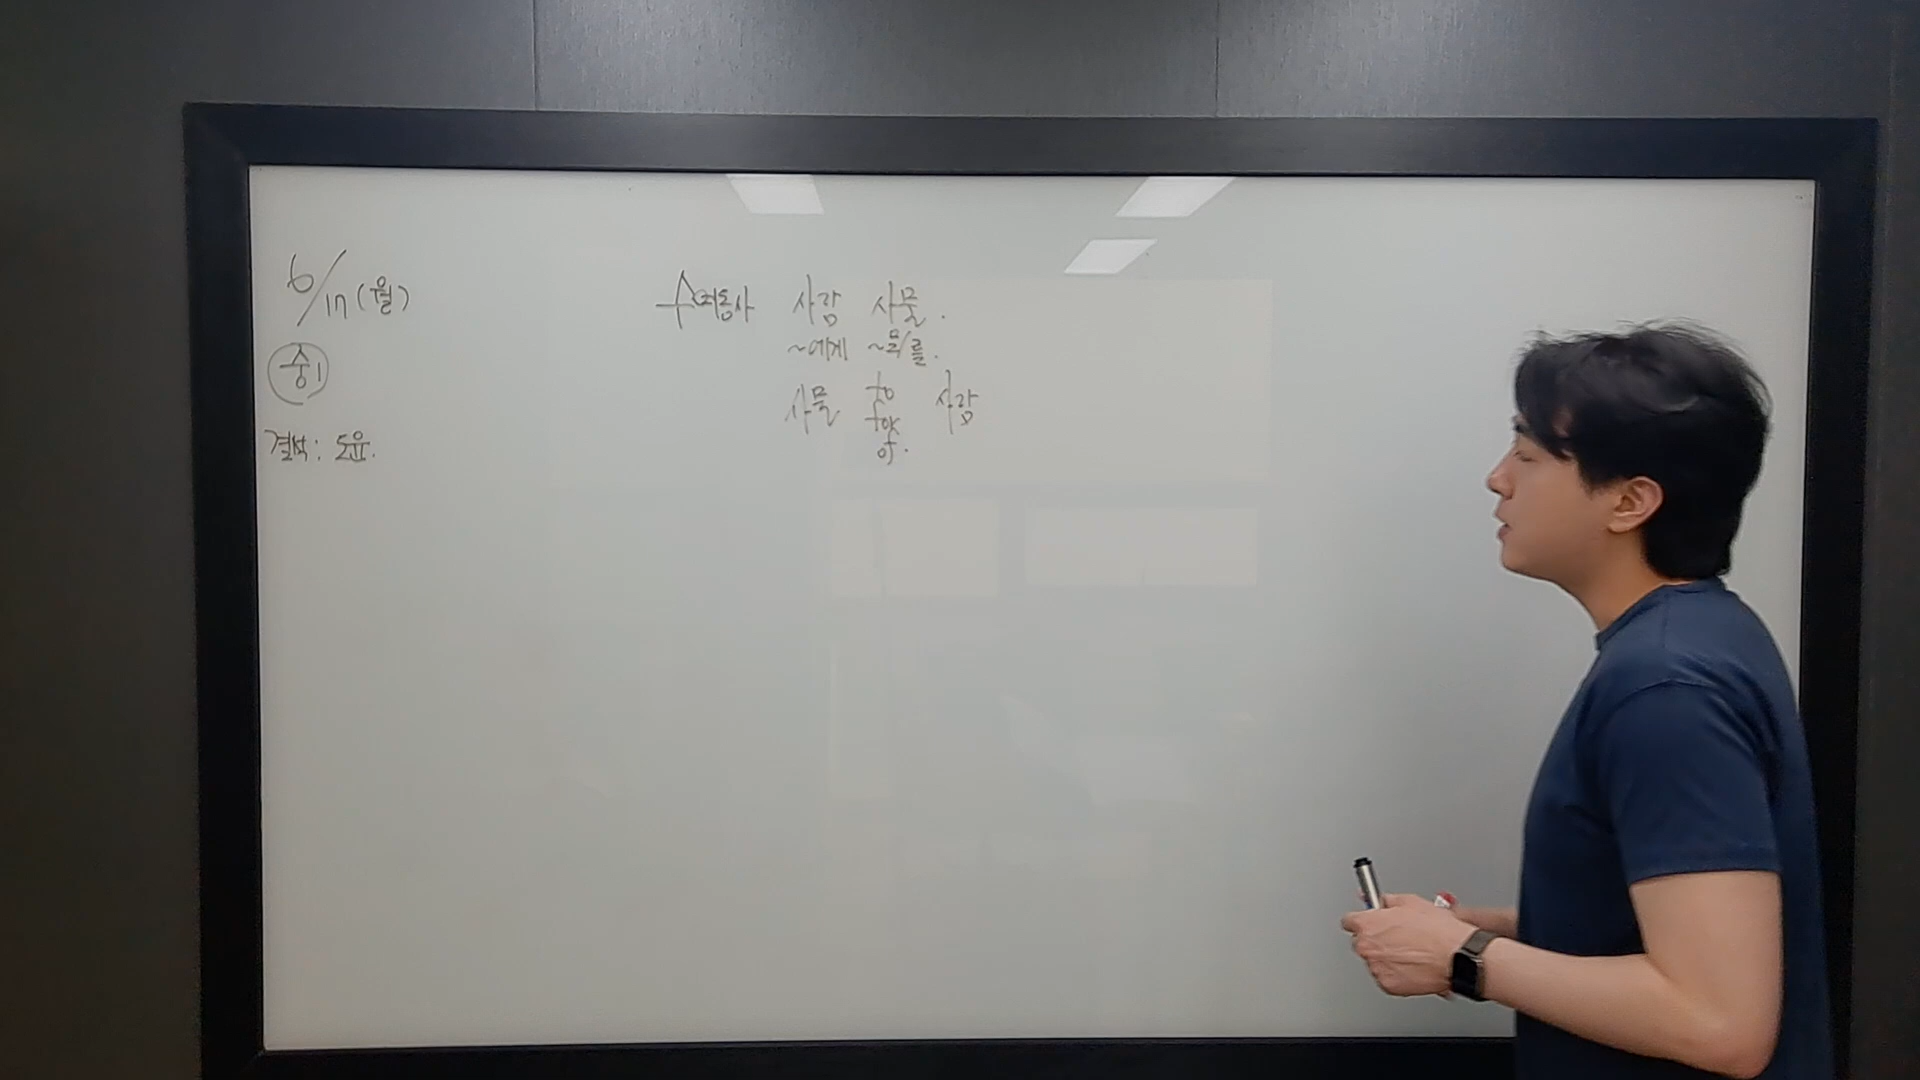 6/17(월)
중1
결석: 도윤.
수여동사 사람 사물.
~에게 ~을/를.
사물 to 사람
for
of.